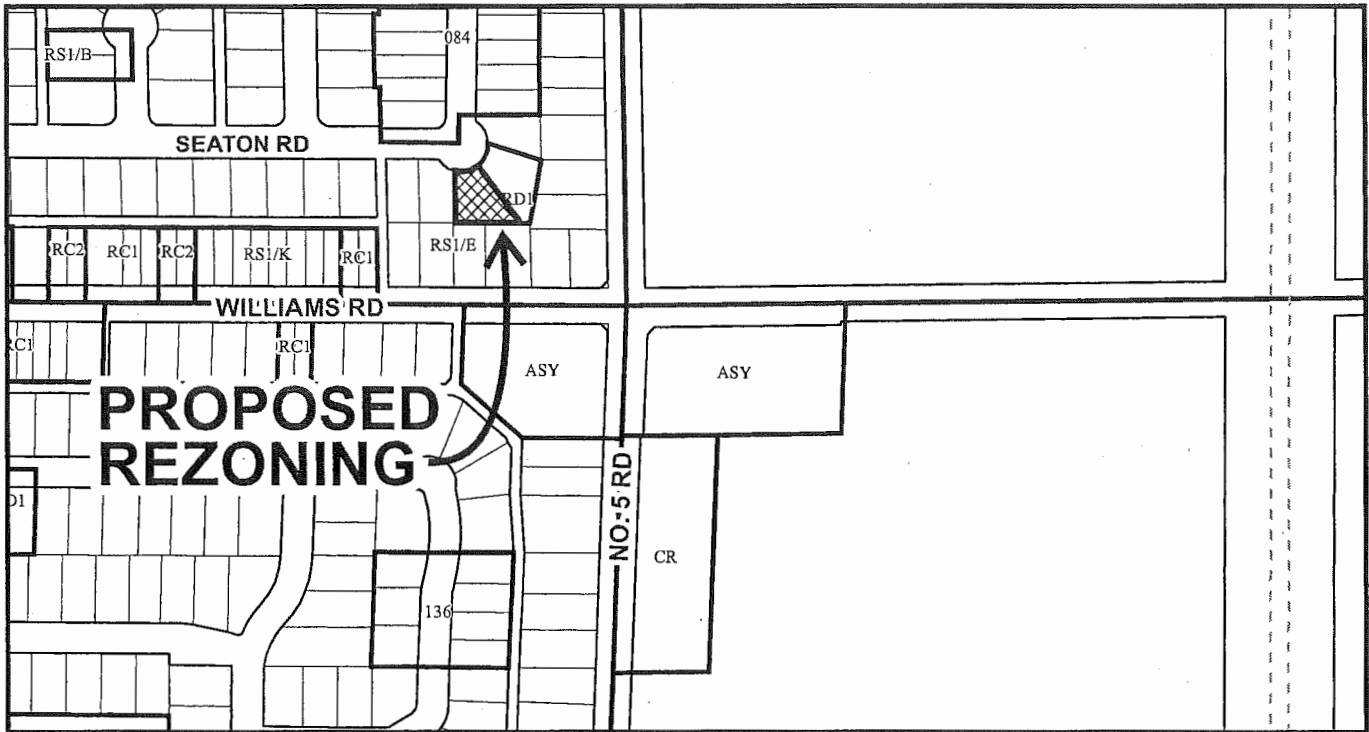 084
RS1/B
SEATON RD
RD1
RC2
RC1
RC2
RS1/K
RC1
RS1/E
WILLIAMS RD
RC1
RC1
ASY
ASY
PROPOSED
REZONING
NO. 5 RD
D1
CR
136